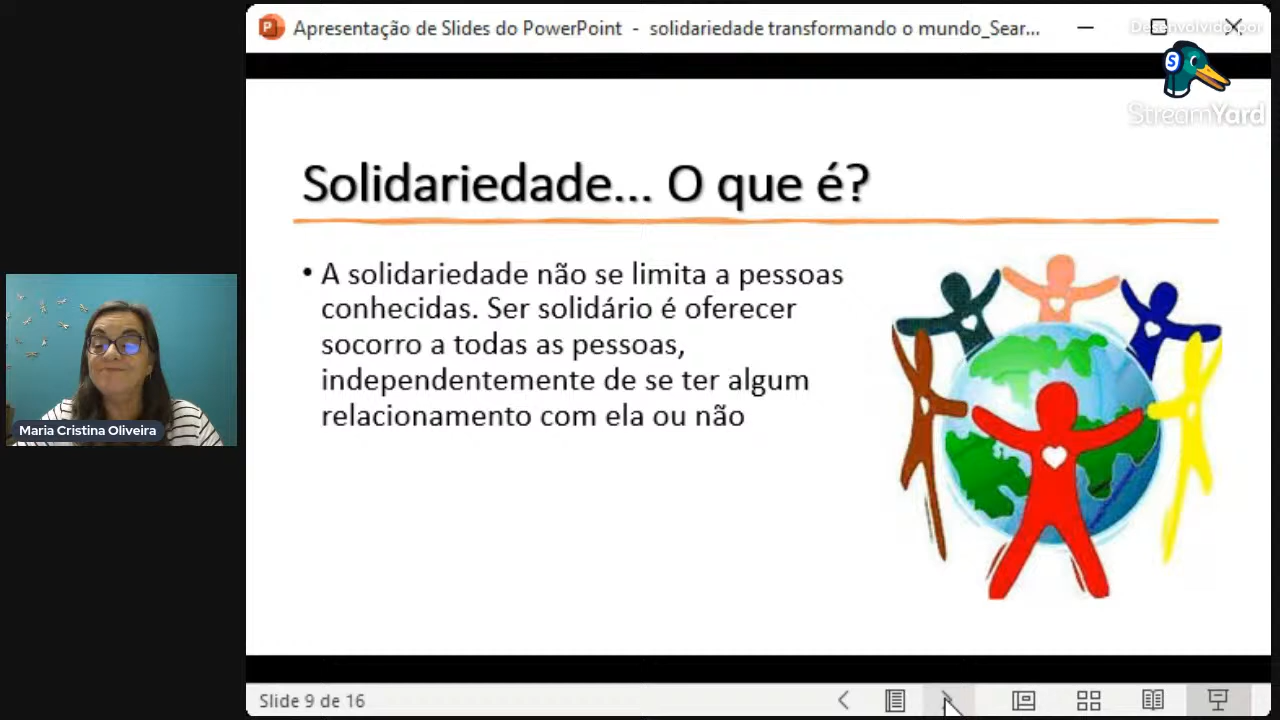 Apresentação de Slides do PowerPoint - solidariedade transformando o mundo_Sear...
Desenvolvido por
StreamYard
Solidariedade... O que é?
• A solidariedade não se limita a pessoas
conhecidas. Ser solidário é oferecer
socorro a todas as pessoas,
independentemente de se ter algum
relacionamento com ela ou não
Maria Cristina Oliveira
Slide 9 de 16